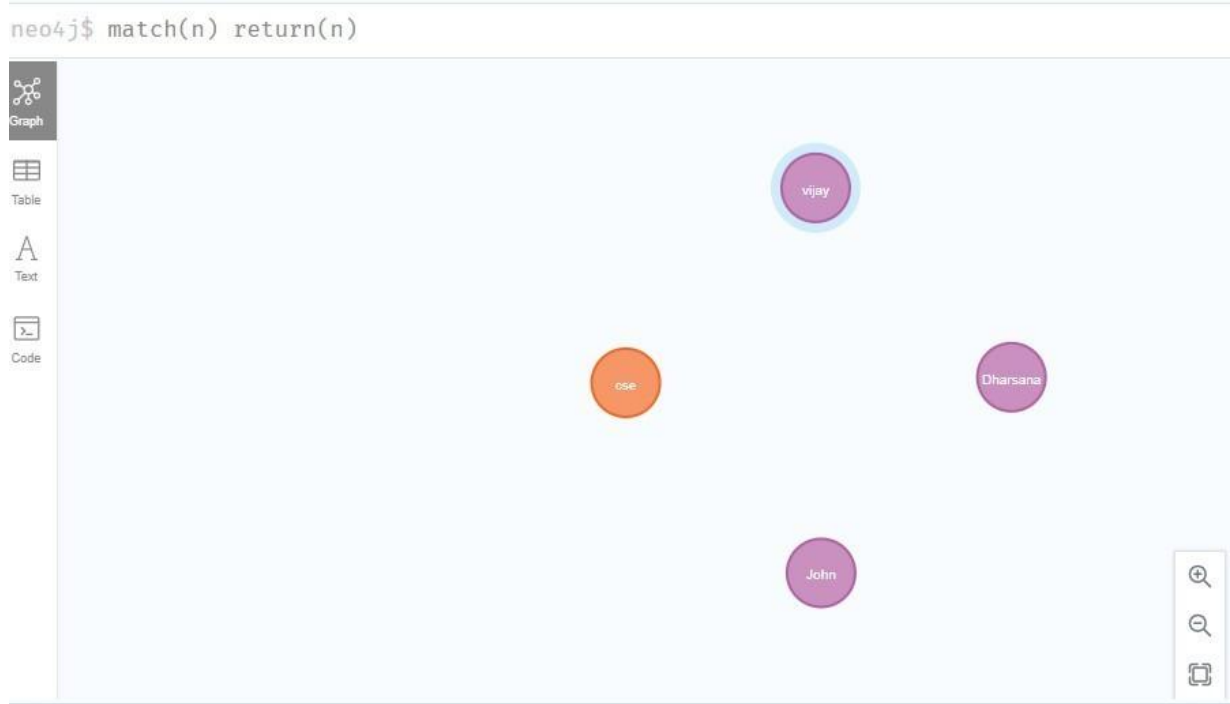 neo4j$ match(n) return(n)
Graph
Table
A
Text
>_
Code
vijay
cse
Dharsana
John